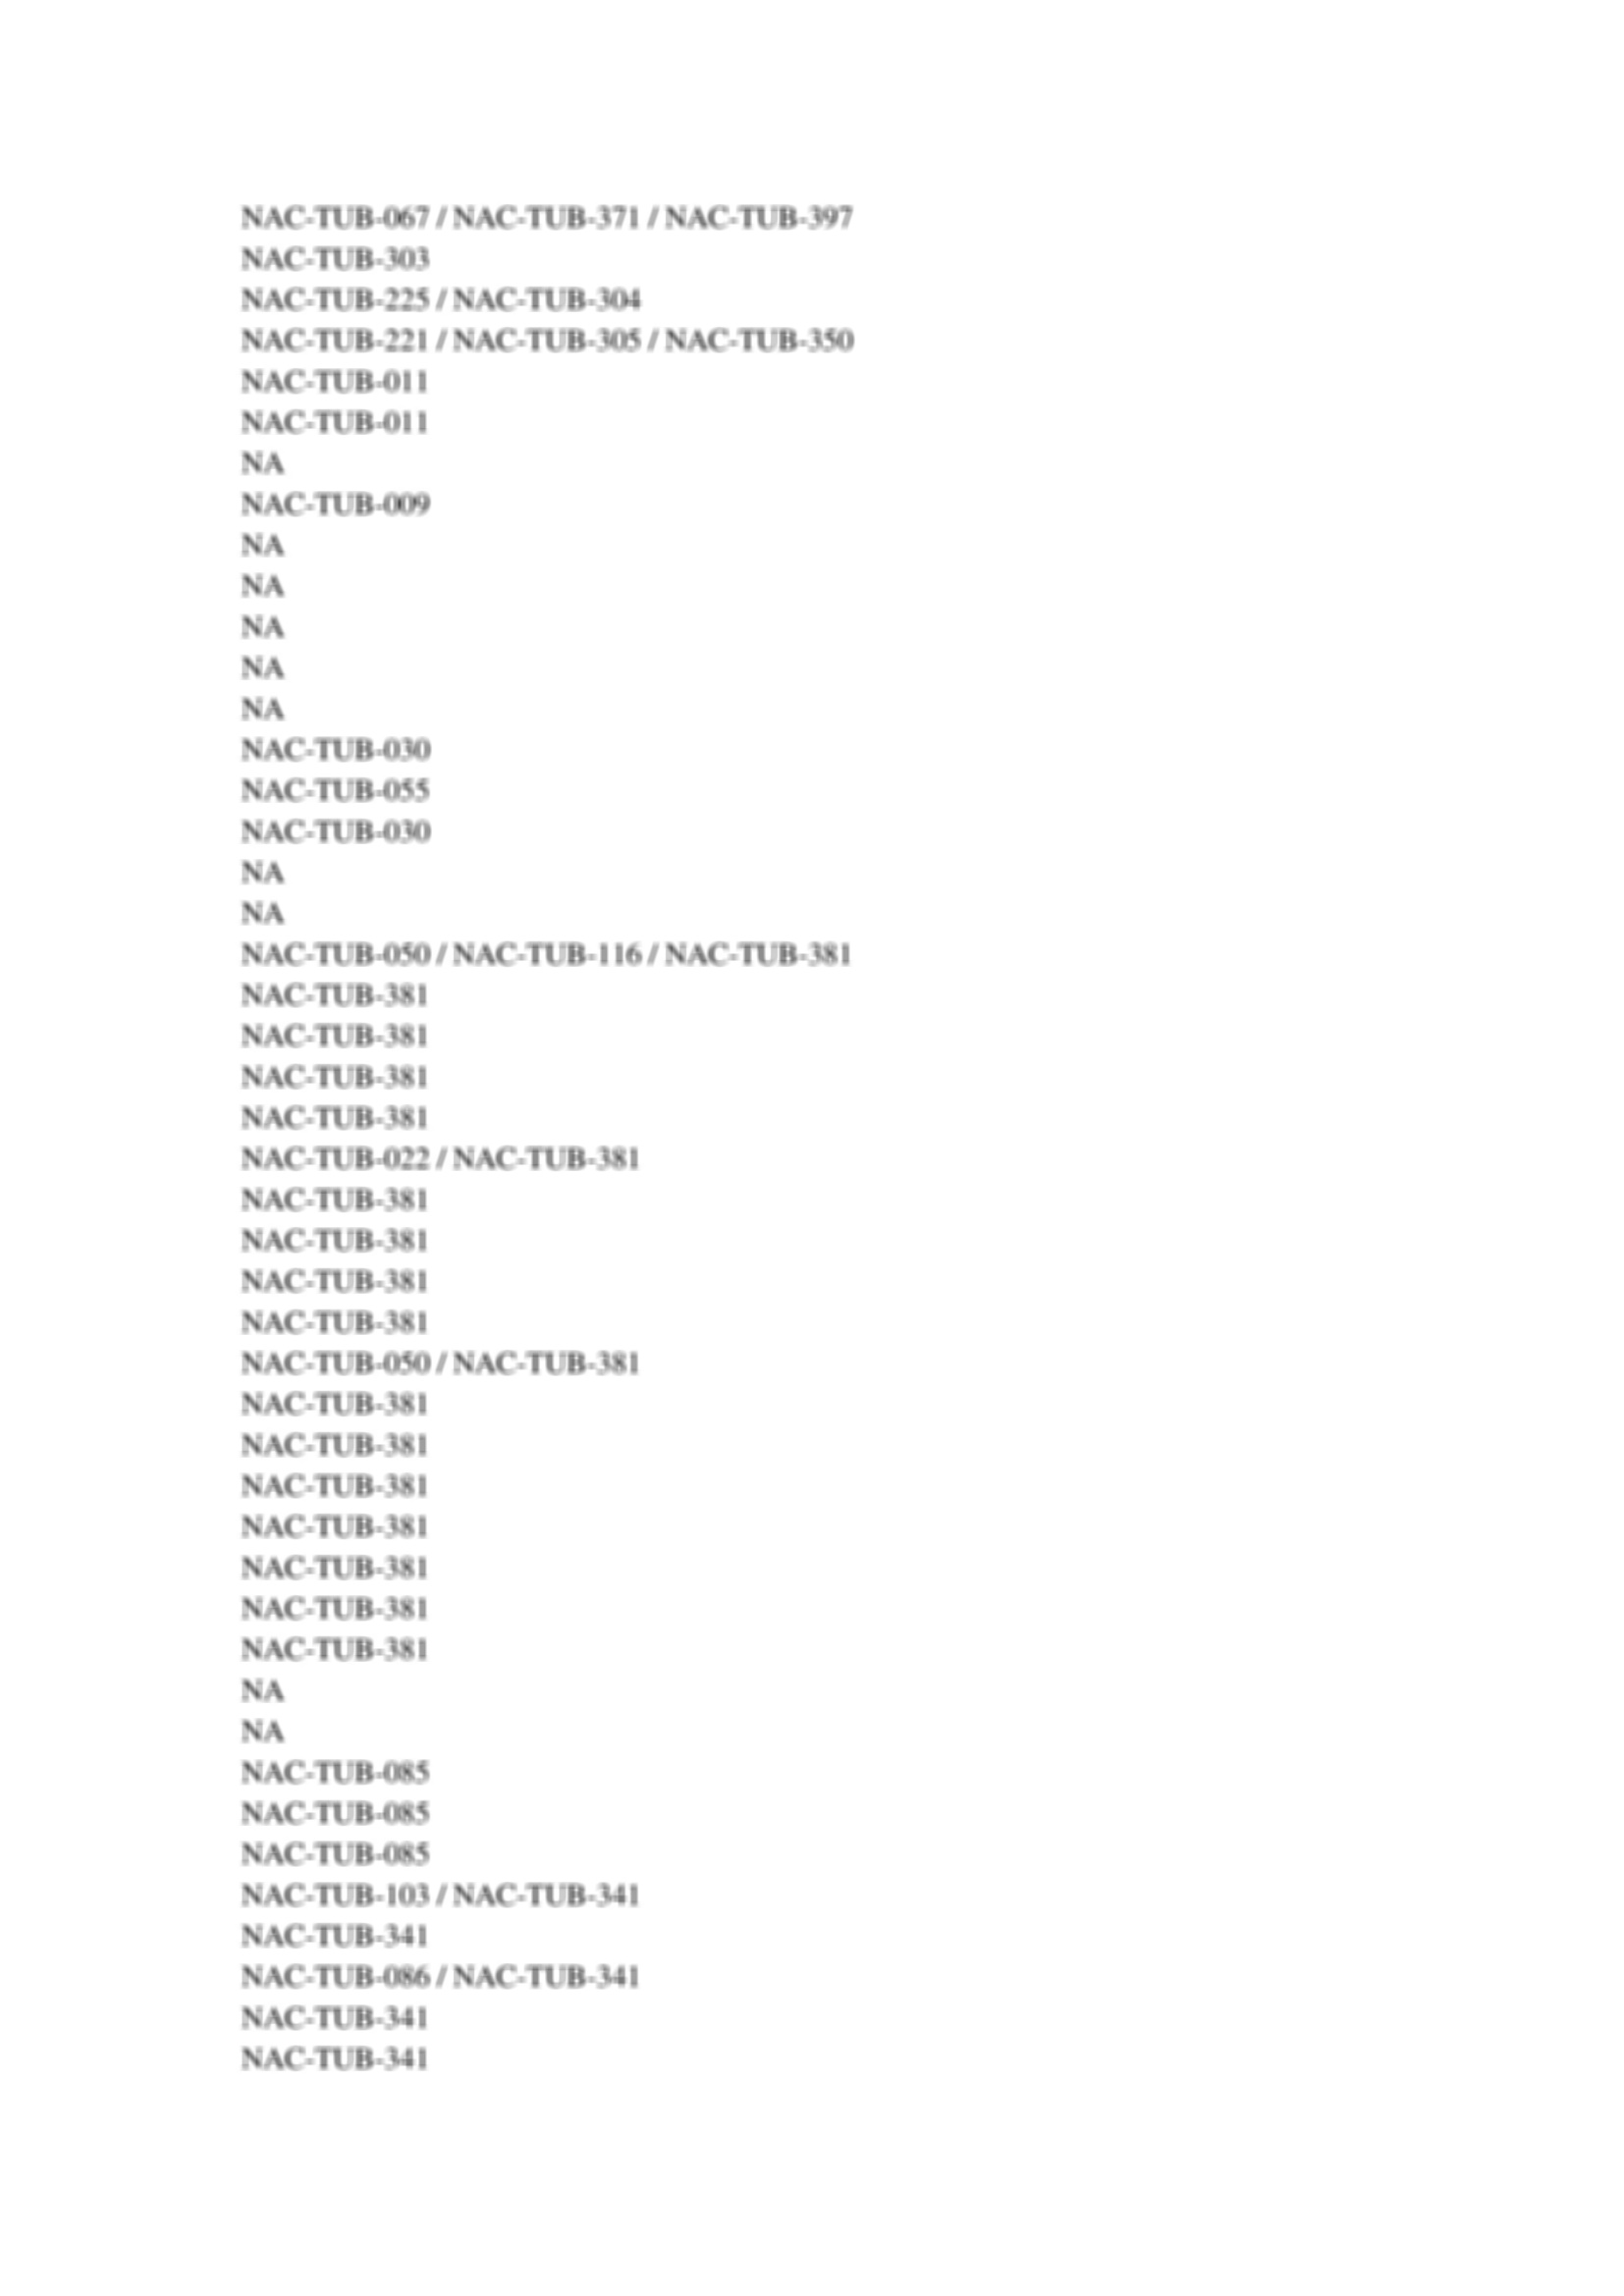 NAC-TUB-067 / NAC-TUB-371 / NAC-TUB-397
NAC-TUB-303
NAC-TUB-225 / NAC-TUB-304
NAC-TUB-221 / NAC-TUB-305 / NAC-TUB-350
NAC-TUB-011
NAC-TUB-011
NA
NAC-TUB-009
NA
NA
NA
NA
NA
NAC-TUB-030
NAC-TUB-055
NAC-TUB-030
NA
NA
NAC-TUB-050 / NAC-TUB-116 / NAC-TUB-381
NAC-TUB-381
NAC-TUB-381
NAC-TUB-381
NAC-TUB-381
NAC-TUB-022 / NAC-TUB-381
NAC-TUB-381
NAC-TUB-381
NAC-TUB-381
NAC-TUB-381
NAC-TUB-050 / NAC-TUB-381
NAC-TUB-381
NAC-TUB-381
NAC-TUB-381
NAC-TUB-381
NAC-TUB-381
NAC-TUB-381
NAC-TUB-381
NA
NA
NAC-TUB-085
NAC-TUB-085
NAC-TUB-085
NAC-TUB-103 / NAC-TUB-341
NAC-TUB-341
NAC-TUB-086 / NAC-TUB-341
NAC-TUB-341
NAC-TUB-341